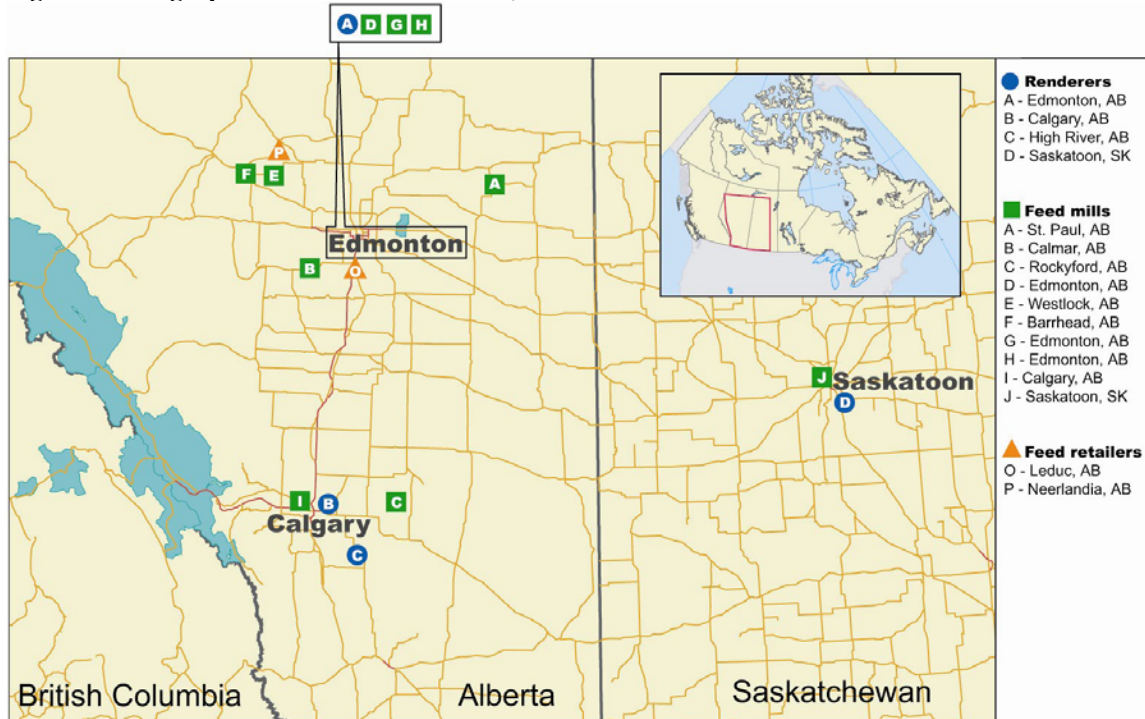 A D G H
P
F E
A
Edmonton
B
O
J Saskatoon
D
I B C
Calgary
C
British Columbia Alberta Saskatchewan
Renderers
A - Edmonton, AB
B - Calgary, AB
C - High River, AB
D - Saskatoon, SK
Feed mills
A - St. Paul, AB
B - Calmar, AB
C - Rockyford, AB
D - Edmonton, AB
E - Westlock, AB
F - Barrhead, AB
G - Edmonton, AB
H - Edmonton, AB
I - Calgary, AB
J - Saskatoon, SK
Feed retailers
O - Leduc, AB
P - Neerlandia, AB